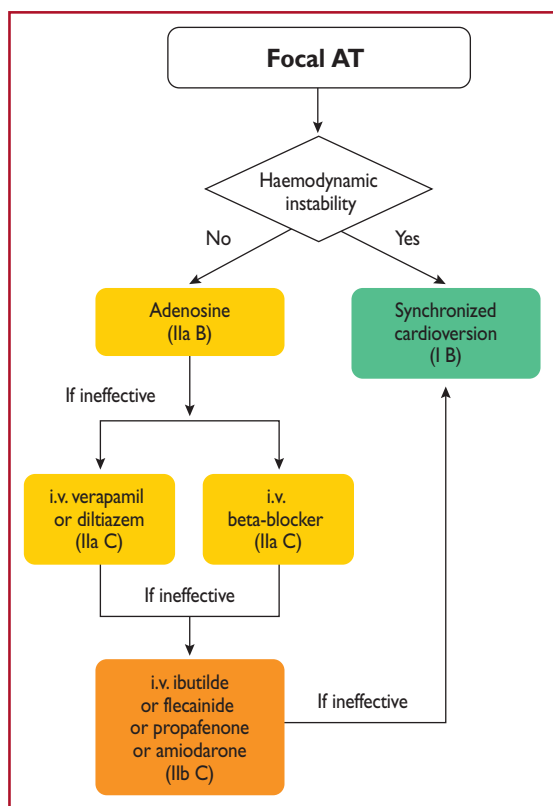 Focal AT
Haemodynamic
instability
No
Yes
Adenosine
(IIa B)
Synchronized
cardioversion
(I B)
If ineffective
i.v. verapamil
or diltiazem
(IIa C)
i.v.
beta-blocker
(IIa C)
If ineffective
i.v. ibutilde
or flecainide
or propafenone
or amiodarone
(IIb C)
If ineffective